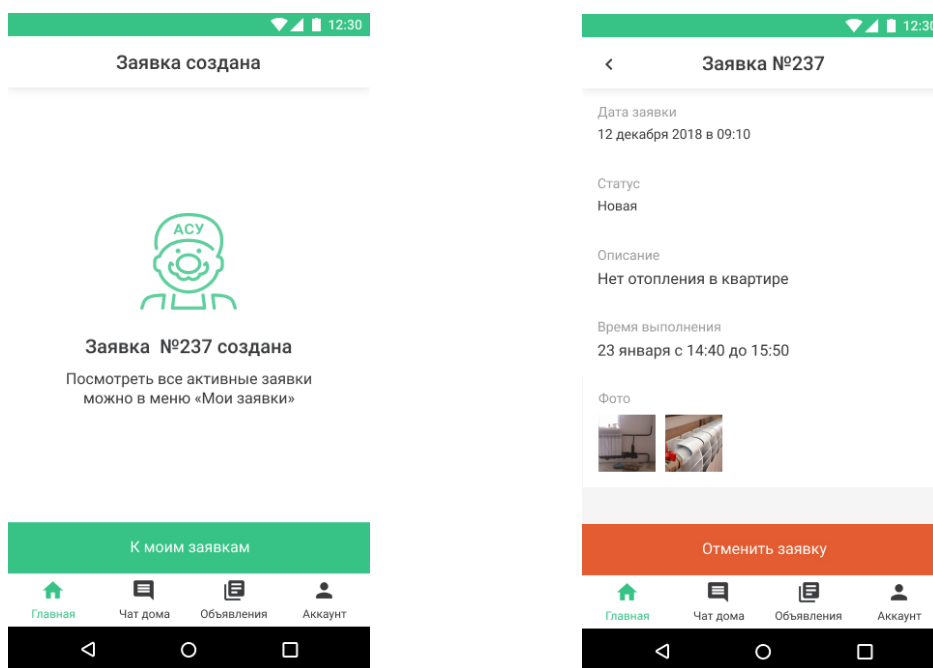 12:30
Заявка создана
АСУ
Заявка №237 создана
Посмотреть все активные заявки
можно в меню «Мои заявки»
К моим заявкам
Главная Чат дома Объявления Аккаунт
12:30
Заявка №237
Дата заявки
12 декабря 2018 в 09:10
Статус
Новая
Описание
Нет отопления в квартире
Время выполнения
23 января с 14:40 до 15:50
Фото
Отменить заявку
Главная Чат дома Объявления Аккаунт